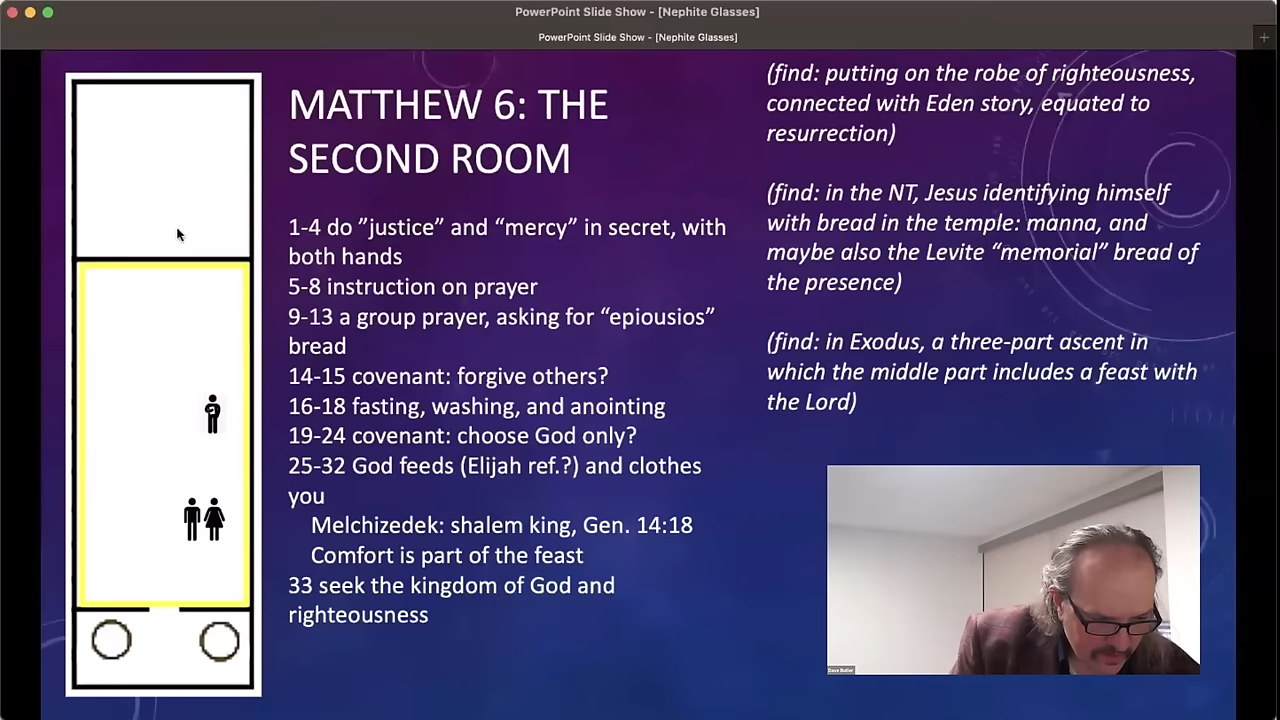 PowerPoint Slide Show - [Nephite Glasses]
PowerPoint Slide Show - [Nephite Glasses]
MATTHEW 6: THE
SECOND ROOM
1-4 do ”justice” and “mercy” in secret, with
both hands
5-8 instruction on prayer
9-13 a group prayer, asking for “epiousios”
bread
14-15 covenant: forgive others?
16-18 fasting, washing, and anointing
19-24 covenant: choose God only?
25-32 God feeds (Elijah ref.?) and clothes
you
Melchizedek: shalem king, Gen. 14:18
Comfort is part of the feast
33 seek the kingdom of God and
righteousness
(find: putting on the robe of righteousness,
connected with Eden story, equated to
resurrection)
(find: in the NT, Jesus identifying himself
with bread in the temple: manna, and
maybe also the Levite “memorial” bread of
the presence)
(find: in Exodus, a three-part ascent in
which the middle part includes a feast with
the Lord)
Dave Butler